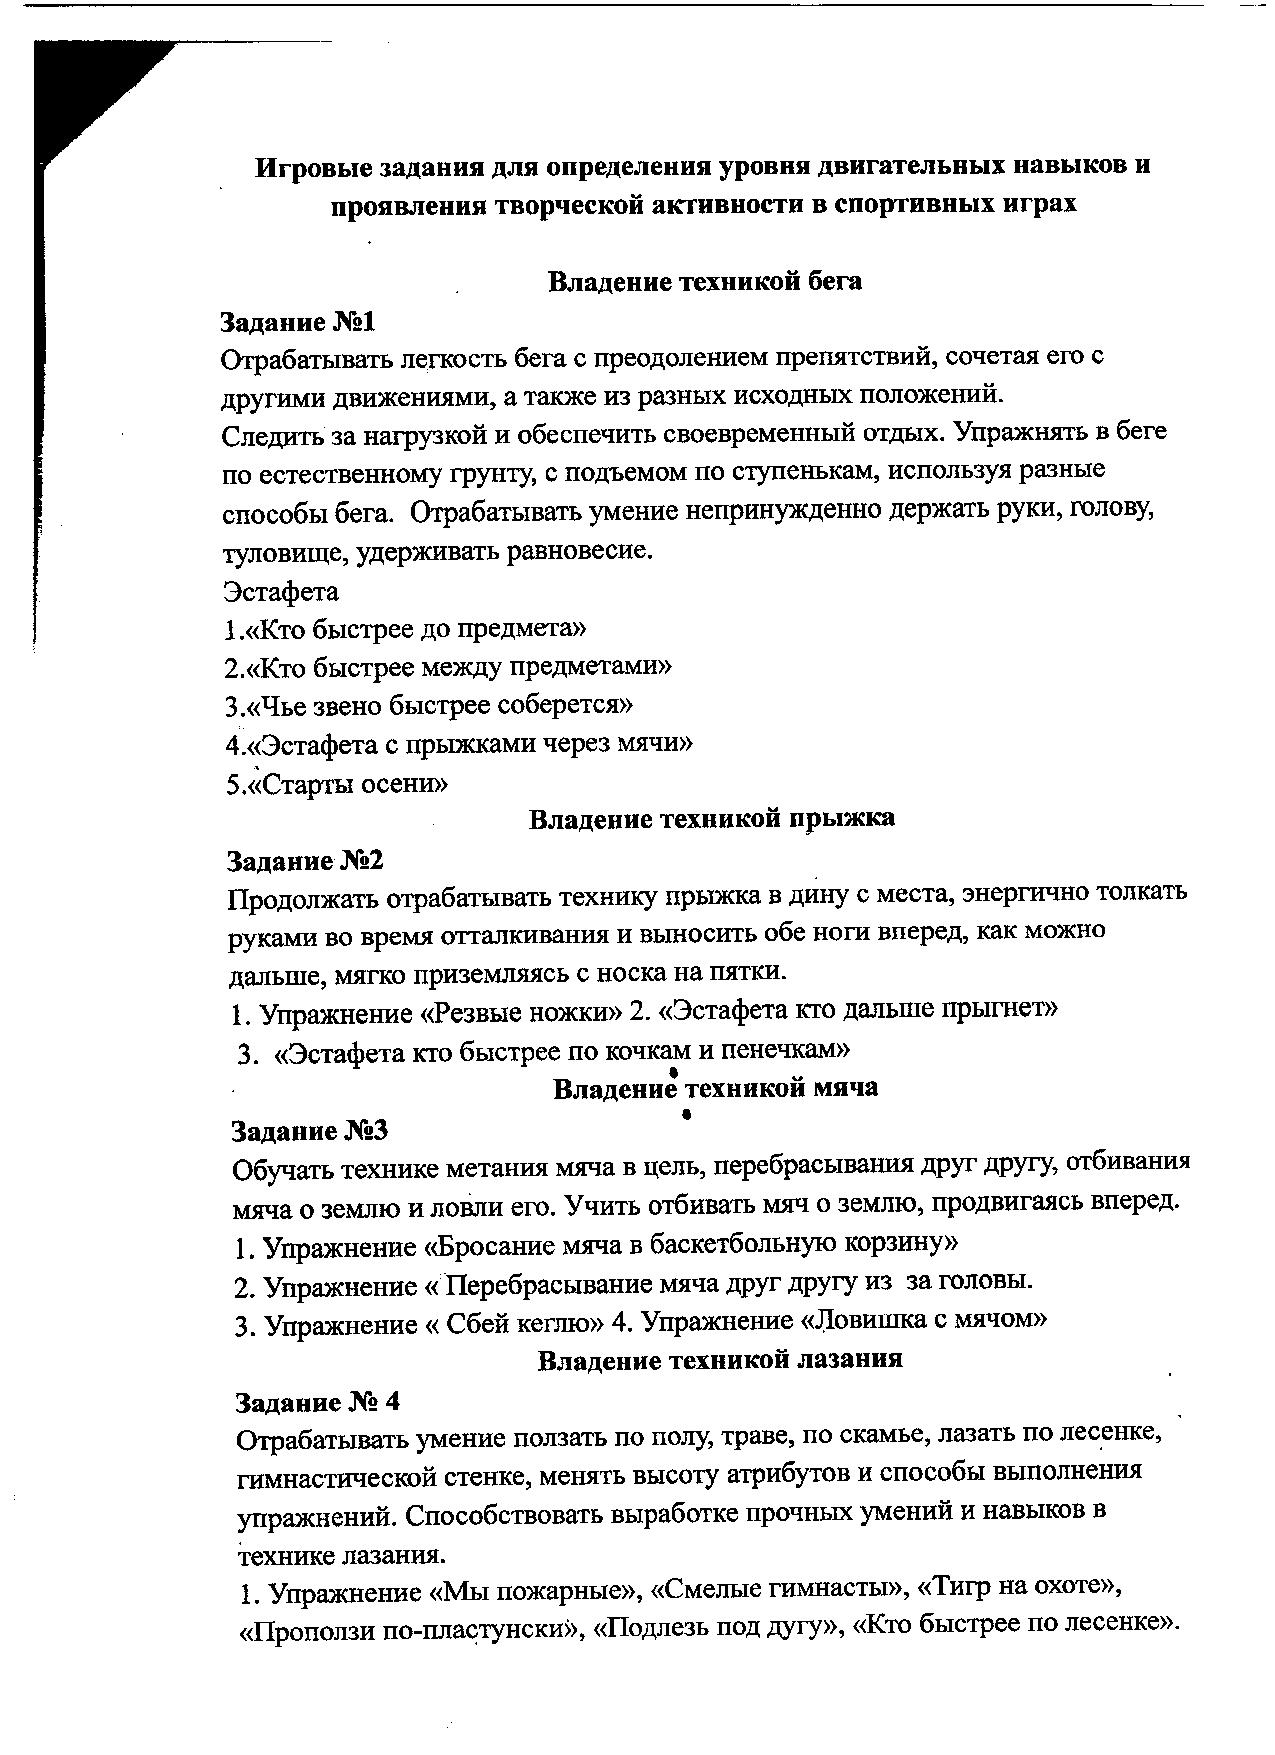 Игровые задания для определения уровня двигательных навыков и
проявления творческой активности в спортивных играх
Владение техникой бега
Задание №1
Отрабатывать легкость бега с преодолением препятствий, сочетая его с
другими движениями, а также из разных исходных положений.
Следить за нагрузкой и обеспечить своевременный отдых. Упражнять в беге
по естественному грунту, с подъемом по ступенькам, используя разные
способы бега.  Отрабатывать умение непринужденно держать руки, голову,
туловище, удерживать равновесие.
Эстафета
1.«Кто быстрее до предмета»
2.«Кто быстрее между предметами»
3.«Чье звено быстрее соберется»
4.«Эстафета с прыжками через мячи»
5.«Старты осени»
Владение техникой прыжка
Задание №2
Продолжать отрабатывать технику прыжка в дину с места, энергично толкать
руками во время отталкивания и выносить обе ноги вперед, как можно
дальше, мягко приземляясь с носка на пятки.
1. Упражнение «Резвые ножки» 2. «Эстафета кто дальше прыгнет»
3.  «Эстафета кто быстрее по кочкам и пенечкам»
Владение техникой мяча
Задание №3
Обучать технике метания мяча в цель, перебрасывания друг другу, отбивания
мяча о землю и ловли его. Учить отбивать мяч о землю, продвигаясь вперед.
1. Упражнение «Бросание мяча в баскетбольную корзину»
2. Упражнение « Перебрасывание мяча друг другу из  за головы.
3. Упражнение « Сбей кеглю» 4. Упражнение «Ловишка с мячом»
Владение техникой лазания
Задание № 4
Отрабатывать умение ползать по полу, траве, по скамье, лазать по лесенке,
гимнастической стенке, менять высоту атрибутов и способы выполнения
упражнений. Способствовать выработке прочных умений и навыков в
технике лазания.
1. Упражнение «Мы пожарные», «Смелые гимнасты», «Тигр на охоте»,
«Проползи по-пластунски», «Подлезь под дугу», «Кто быстрее по лесенке».